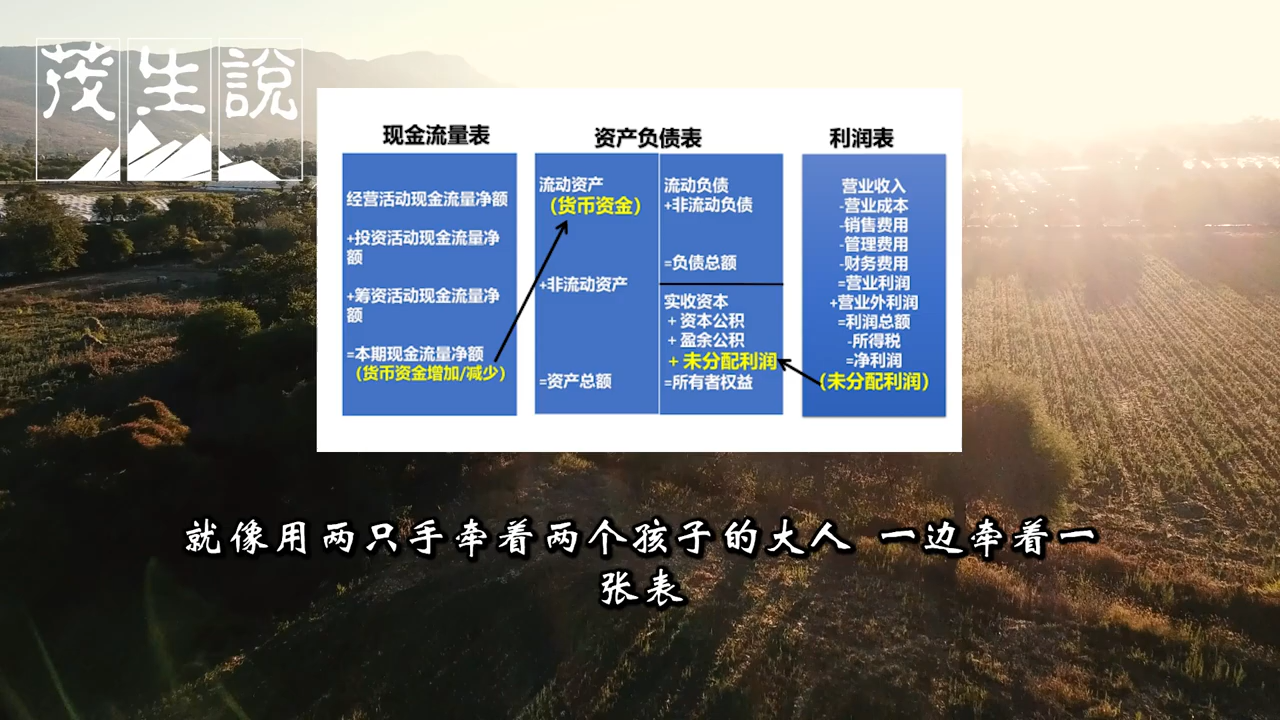 茂生說
现金流量表
经营活动现金流量净额
+投资活动现金流量净
额
+筹资活动现金流量净
额
=本期现金流量净额
（货币资金增加/减少）
资产负债表
流动资产
（货币资金）
+非流动资产
=资产总额
流动负债
+非流动负债
=负债总额
实收资本
+ 资本公积
+ 盈余公积
+ 未分配利润
=所有者权益
利润表
营业收入
-营业成本
-销售费用
-管理费用
-财务费用
=营业利润
+营业外利润
=利润总额
-所得税
=净利润
（未分配利润）
就像用两只手牵着两个孩子的大人 一边牵着一
张表